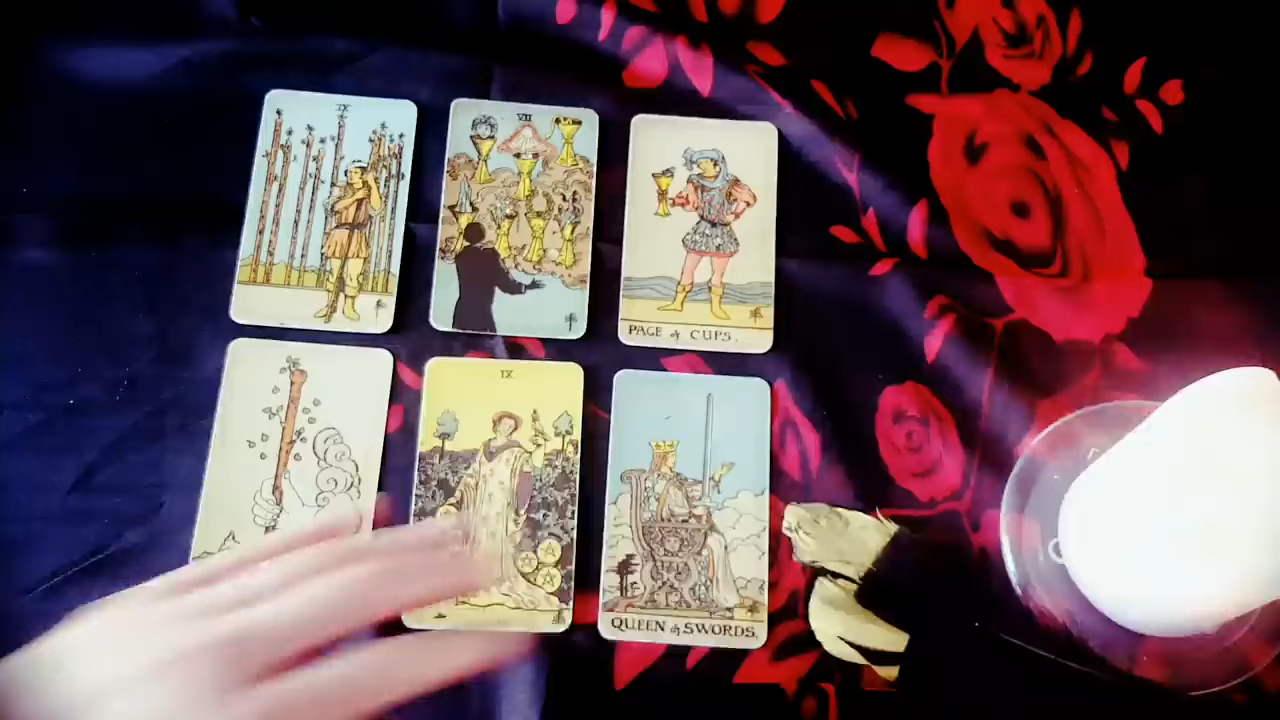 IX
VII
PAGE of CUPS.
IX
QUEEN of SWORDS.